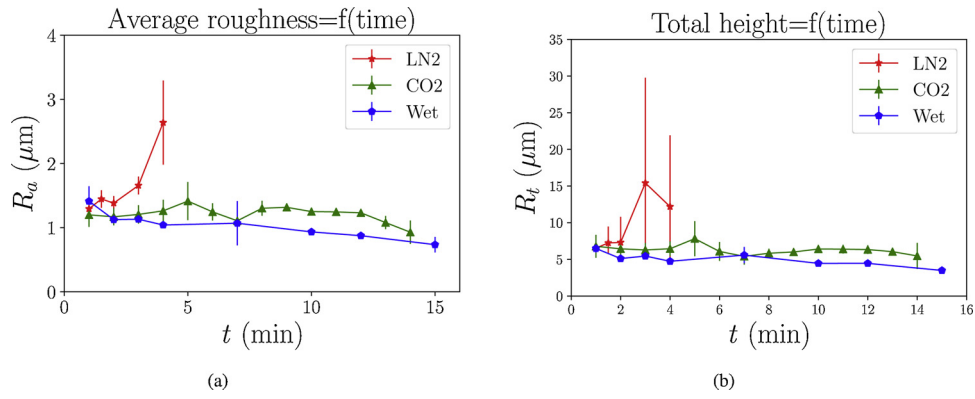 Average roughness=f(time)
4
3
2
1
0
0
5
10
15
R_a (μm)
t (min)
LN2
CO2
Wet
(a)
Total height=f(time)
35
30
25
20
15
10
5
0
0
2
4
6
8
10
12
14
16
R_t (μm)
t (min)
LN2
CO2
Wet
(b)